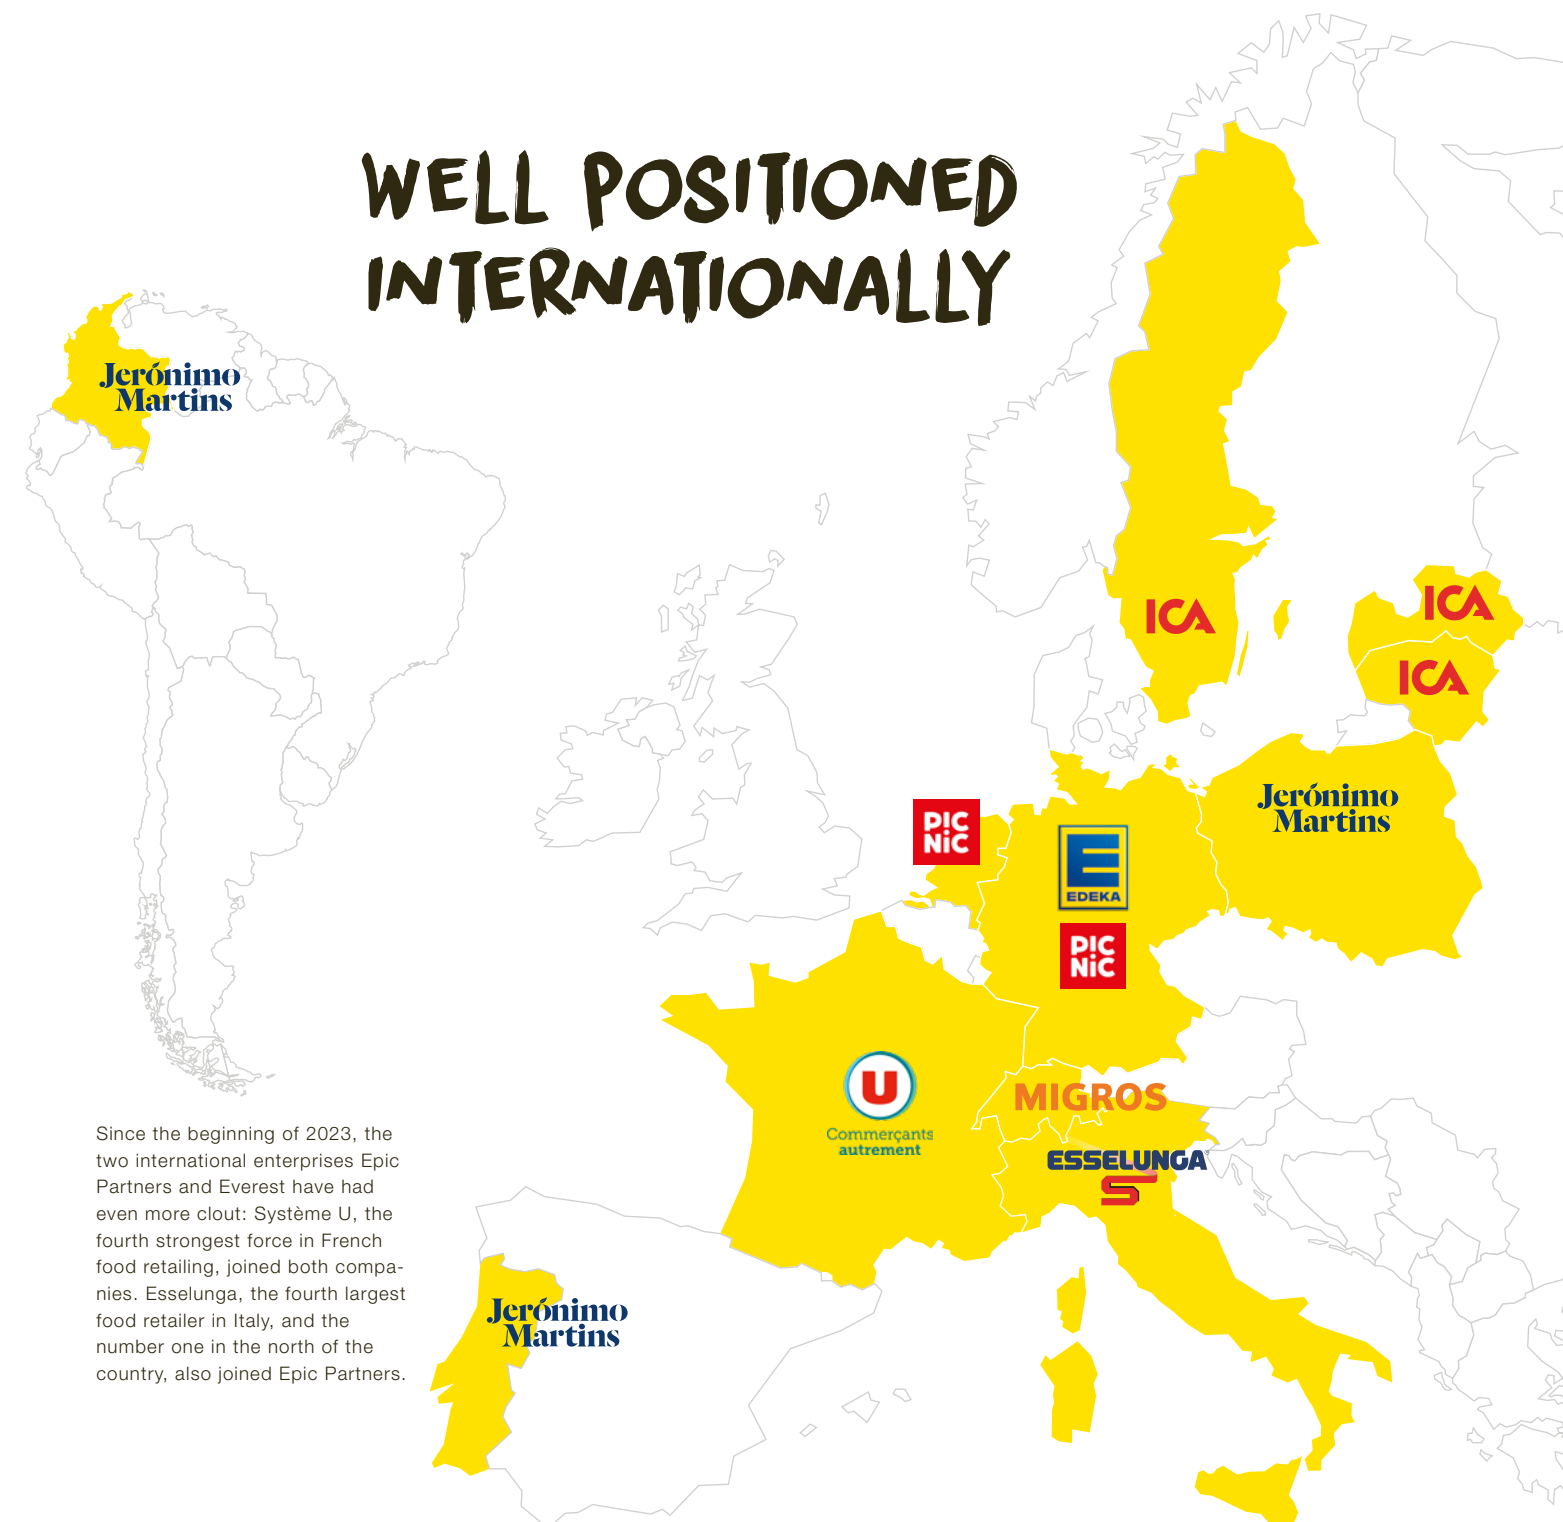 WELL POSITIONED
INTERNATIONALLY
Jerónimo
Martins
ICA
ICA
ICA
Jerónimo
Martins
PIC
NIC
E
EDEKA
PIC
NIC
U
Commerçants
autrement
MIGROS
ESSELUNGA
S
Jerónimo
Martins
Since the beginning of 2023, the
two international enterprises Epic
Partners and Everest have had
even more clout: Système U, the
fourth strongest force in French
food retailing, joined both compa-
nies. Esselunga, the fourth largest
food retailer in Italy, and the
number one in the north of the
country, also joined Epic Partners.